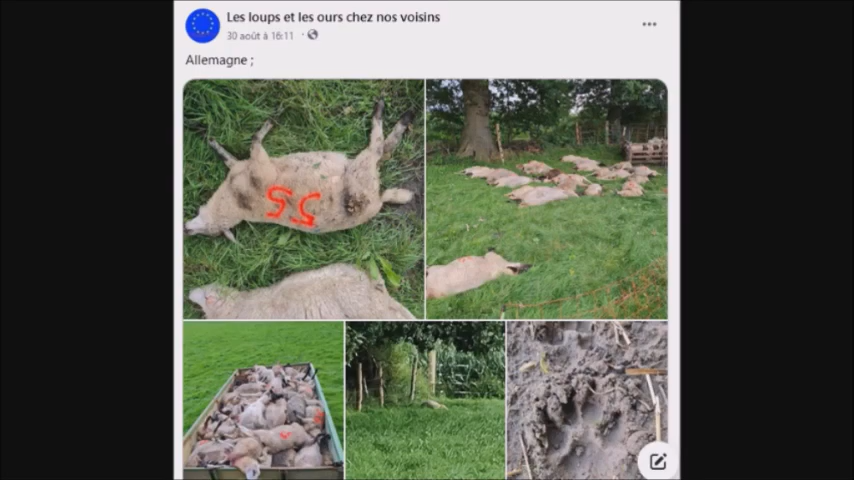 Les loups et les ours chez nos voisins
30 août à 16:11 ·
Allemagne ;
55